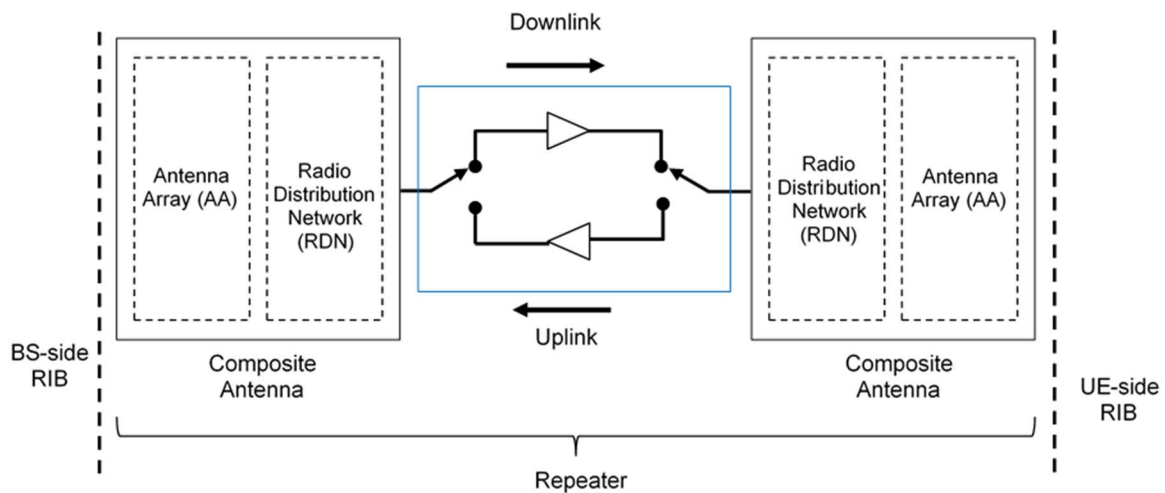 Downlink
Antenna
Array (AA)
Radio
Distribution
Network
(RDN)
Radio
Distribution
Network
(RDN)
Antenna
Array (AA)
Uplink
BS-side
RIB
Composite
Antenna
Composite
Antenna
UE-side
RIB
Repeater